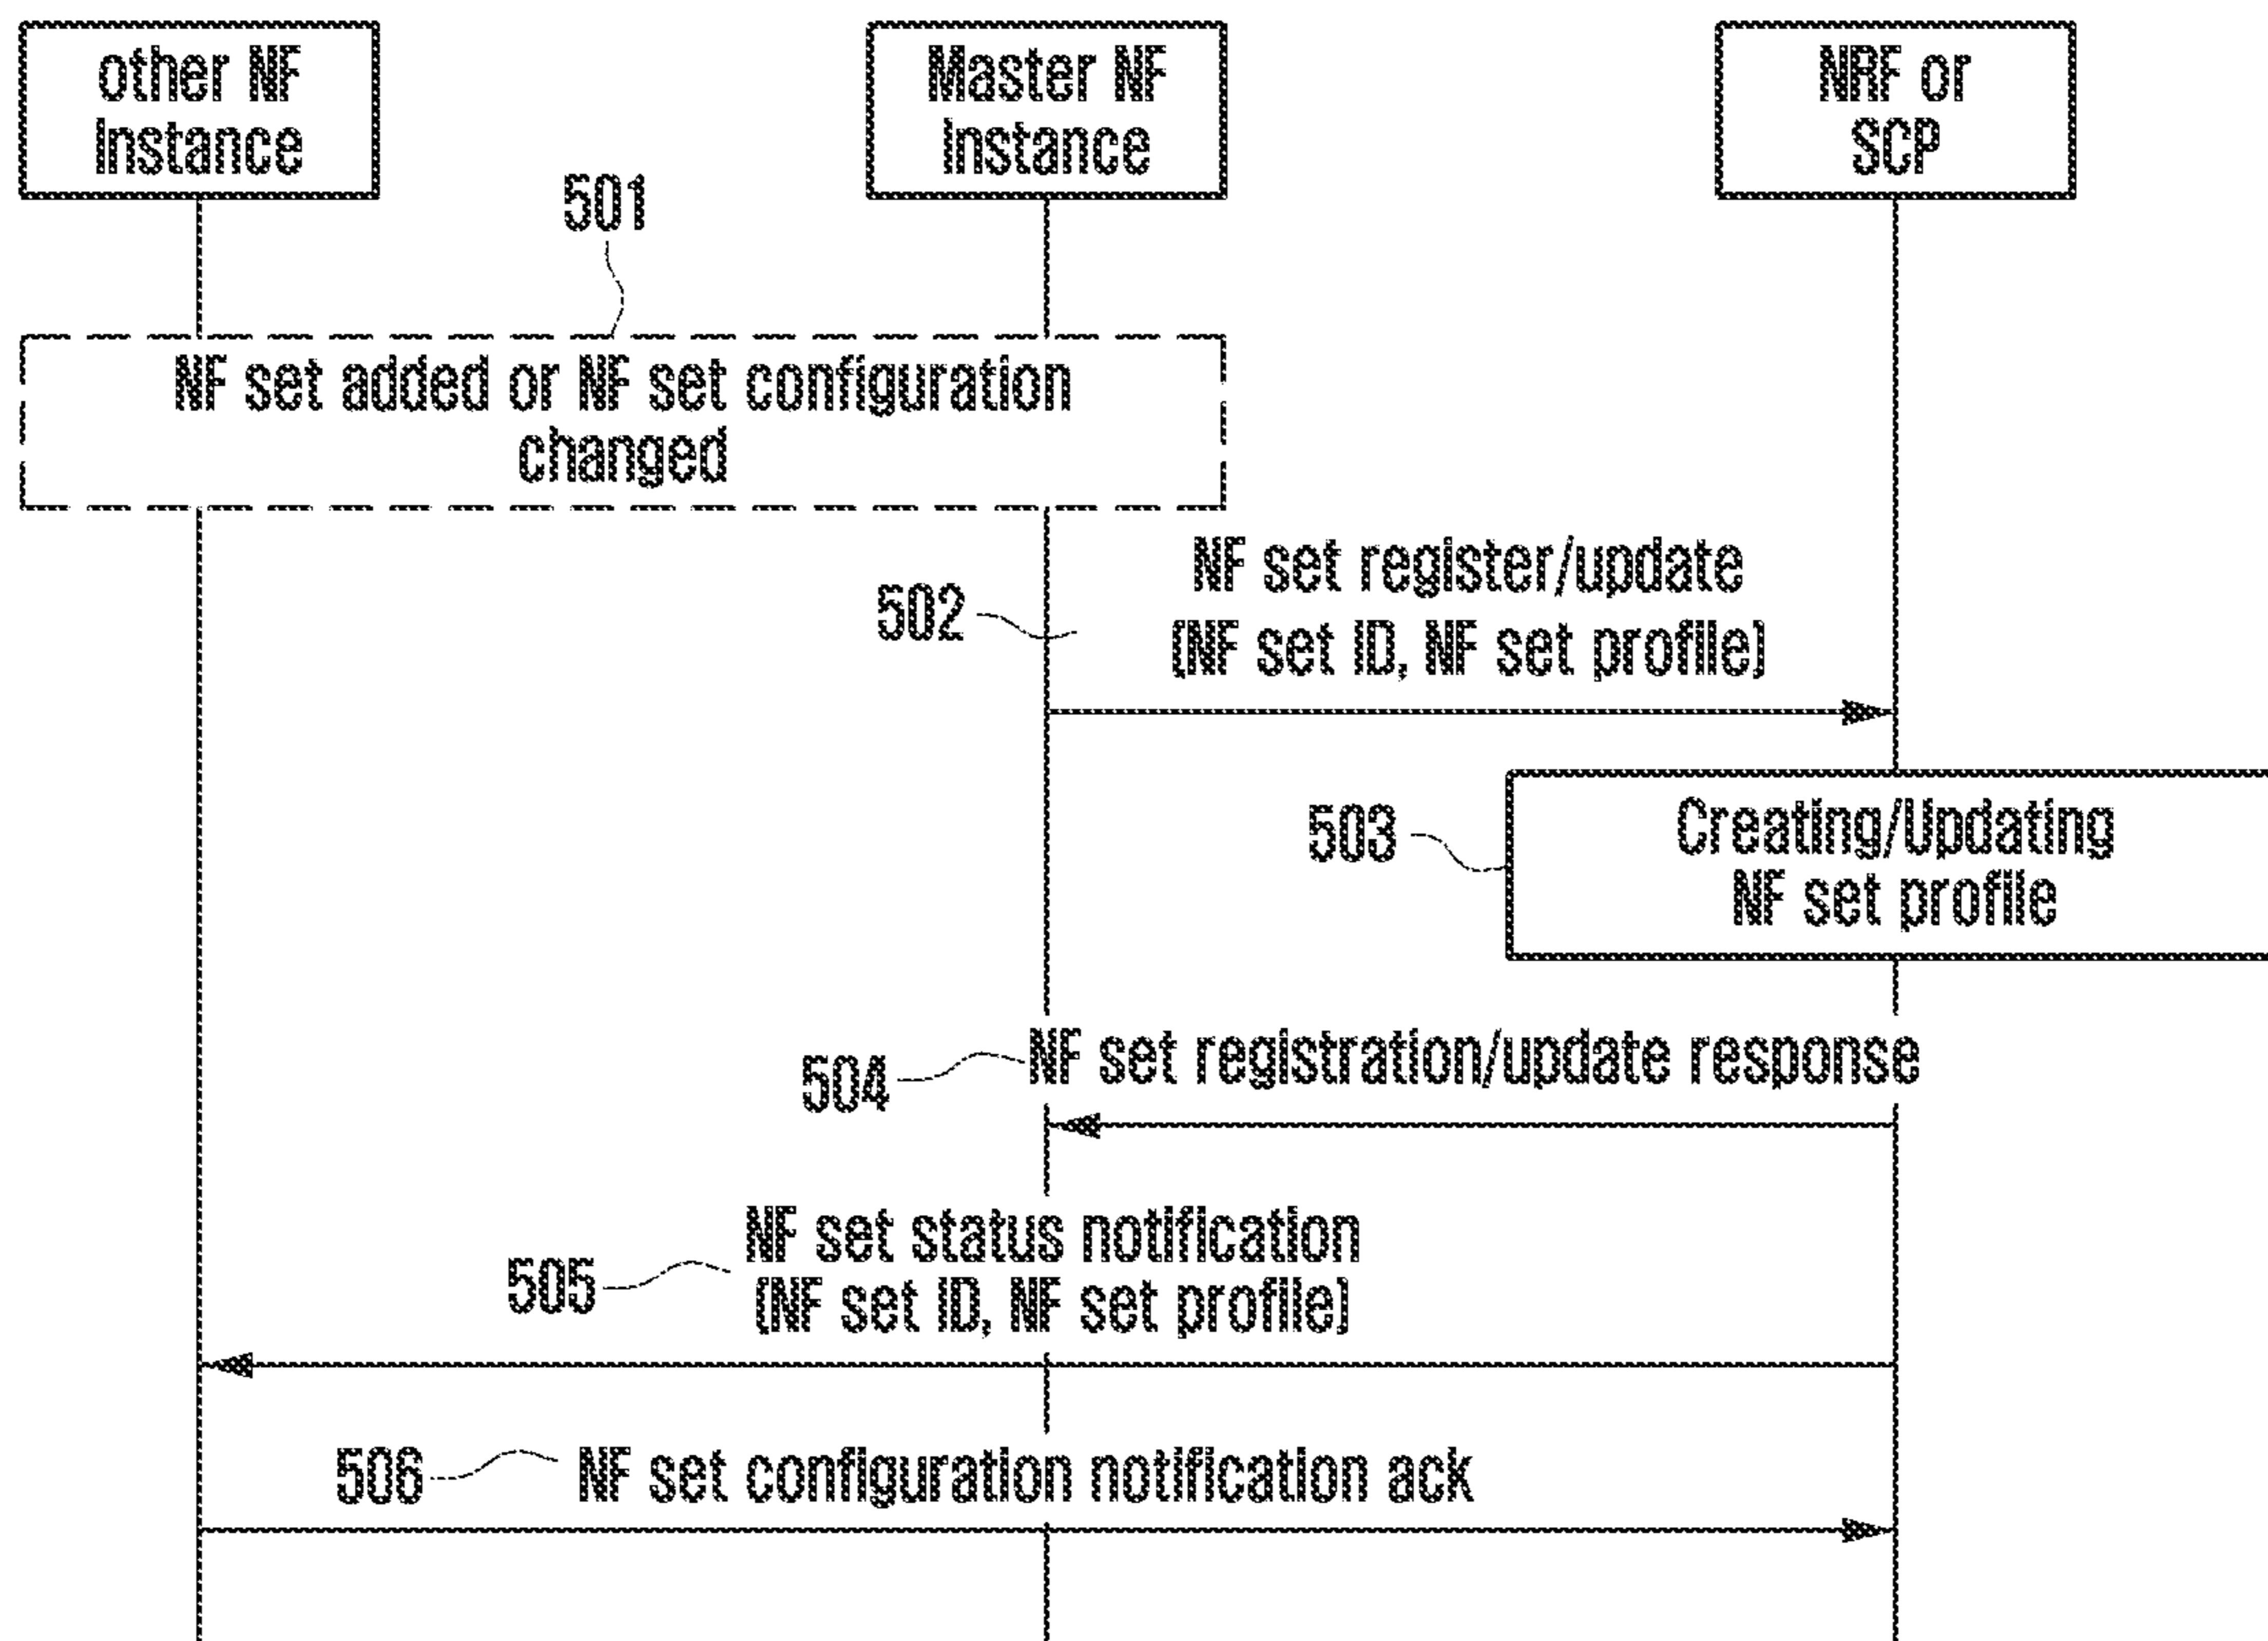 other NF
Instance
Master NF
Instance
NRF or
SCP
501
NF set added or NF set configuration
changed
502
NF set register/update
(NF set ID, NF set profile)
503
Creating/Updating
NF set profile
504
NF set registration/update response
505
NF set status notification
(NF set ID, NF set profile)
506
NF set configuration notification ack